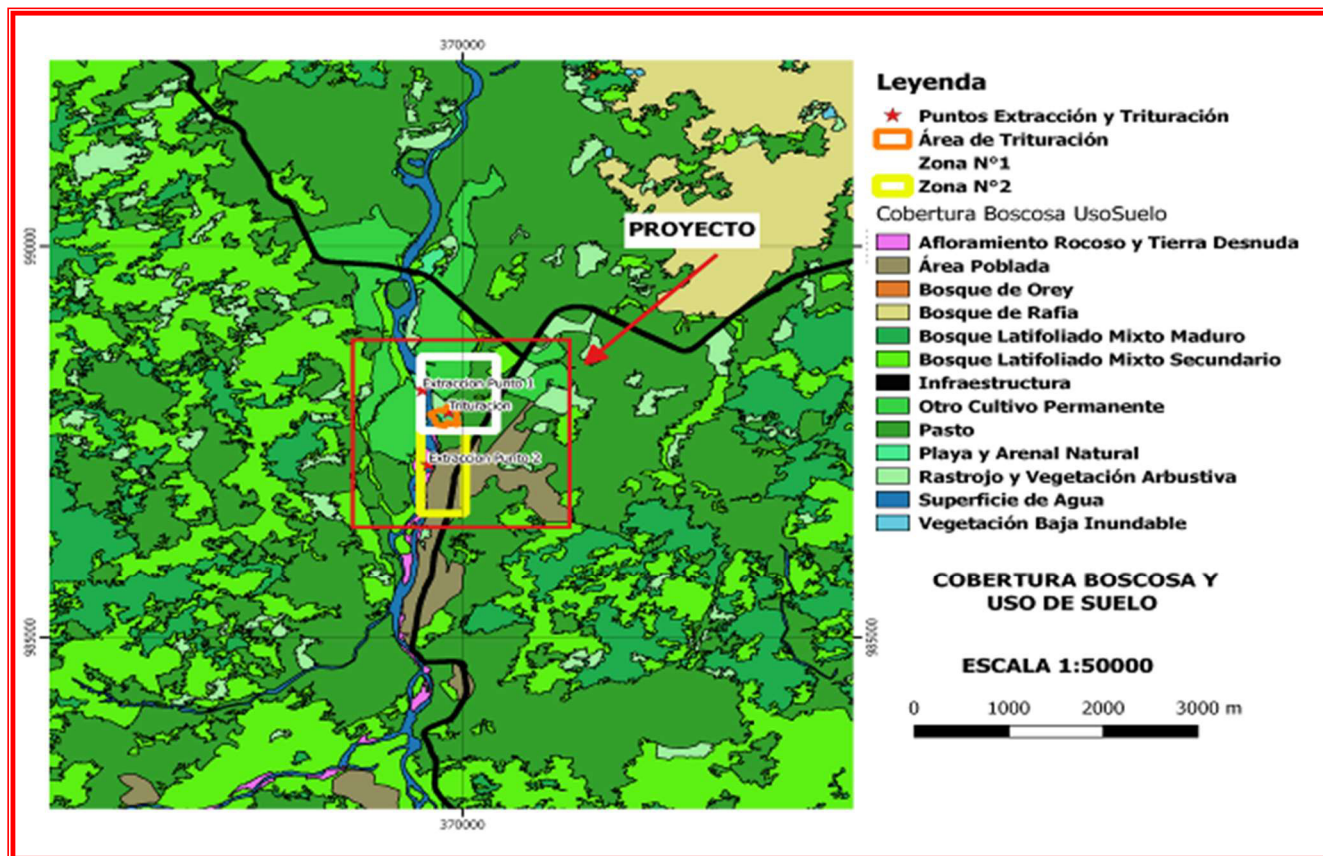 370000
990000
PROYECTO
Extraccion Punto 1
Trituracion
Extraccion Punto 2
985000
985000
370000
Leyenda
Puntos Extracción y Trituración
Área de Trituración
Zona N°1
Zona N°2
Cobertura Boscosa UsoSuelo
Afloramiento Rocoso y Tierra Desnuda
Área Poblada
Bosque de Orey
Bosque de Rafia
Bosque Latifoliado Mixto Maduro
Bosque Latifoliado Mixto Secundario
Infraestructura
Otro Cultivo Permanente
Pasto
Playa y Arenal Natural
Rastrojo y Vegetación Arbustiva
Superficie de Agua
Vegetación Baja Inundable
COBERTURA BOSCOSA Y
USO DE SUELO
ESCALA 1:50000
0 1000 2000 3000 m